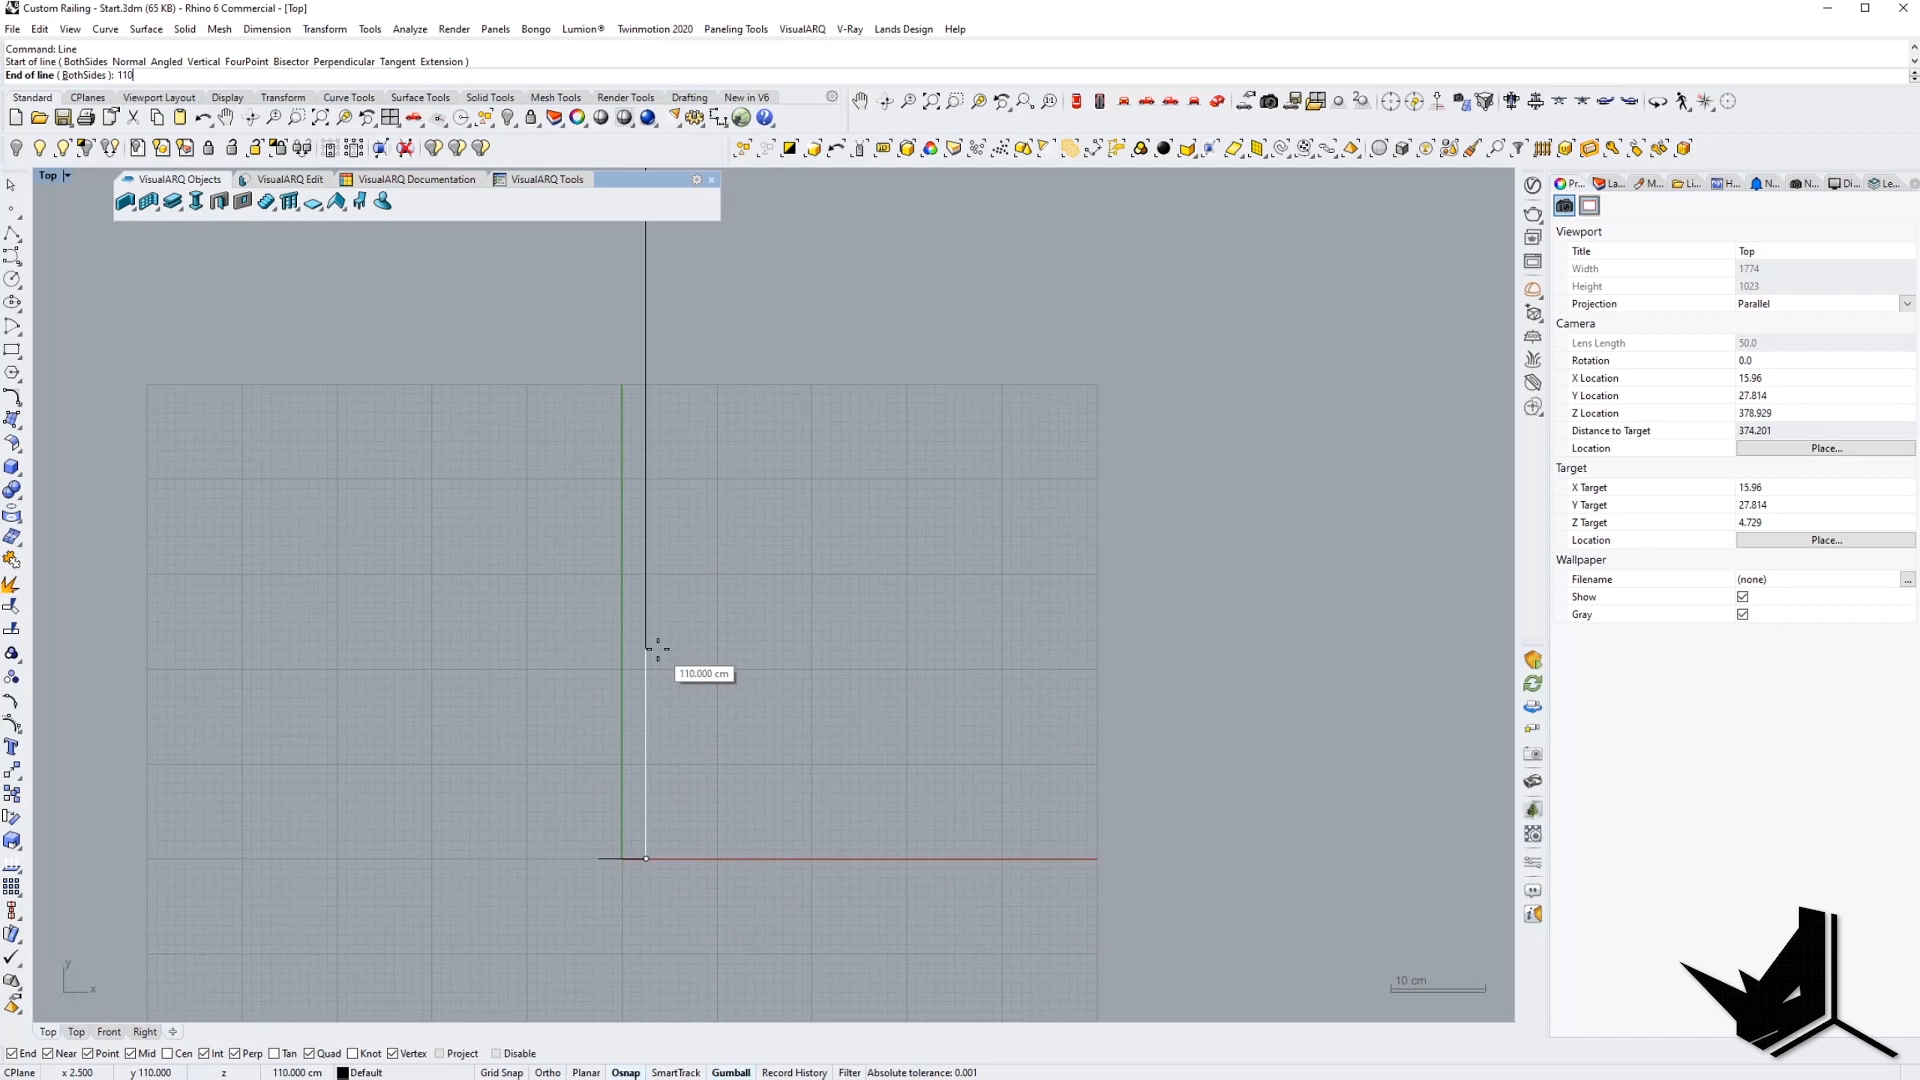 Custom Railing - Start.3dm (65 KB) - Rhino 6 Commercial - [Top]
File Edit View Curve Surface Solid Mesh Dimension Transform Tools Analyze Render Panels Bongo Lumion® Twinmotion 2020 Paneling Tools VisualARQ V-Ray Lands Design Help
Command: Line
Start of line ( BothSides Normal Angled Vertical FourPoint Bisector Perpendicular Tangent Extension )
End of line ( BothSides ): 110
Standard CPlanes Viewport Layout Display Transform Curve Tools Surface Tools Solid Tools Mesh Tools Render Tools Drafting New in V6
Top
VisualARQ Objects VisualARQ Edit VisualARQ Documentation VisualARQ Tools
Pr... La... M... Li... H... N... N... Di... Le...
Viewport
Title Top
Width 1774
Height 1023
Projection Parallel
Camera
Lens Length 50.0
Rotation 0.0
X Location 15.96
Y Location 27.814
Z Location 378.929
Distance to Target 374.201
Location Place...
Target
X Target 15.96
Y Target 27.814
Z Target 4.729
Location Place...
Wallpaper
Filename (none) ...
Show
Gray
110.000 cm
y
x
10 cm
Top Top Front Right
End Near Point Mid Cen Int Perp Tan Quad Knot Vertex Project Disable
CPlane x 2.500 y 110.000 z 110.000 cm Default Grid Snap Ortho Planar Osnap SmartTrack Gumball Record History Filter Absolute tolerance: 0.001